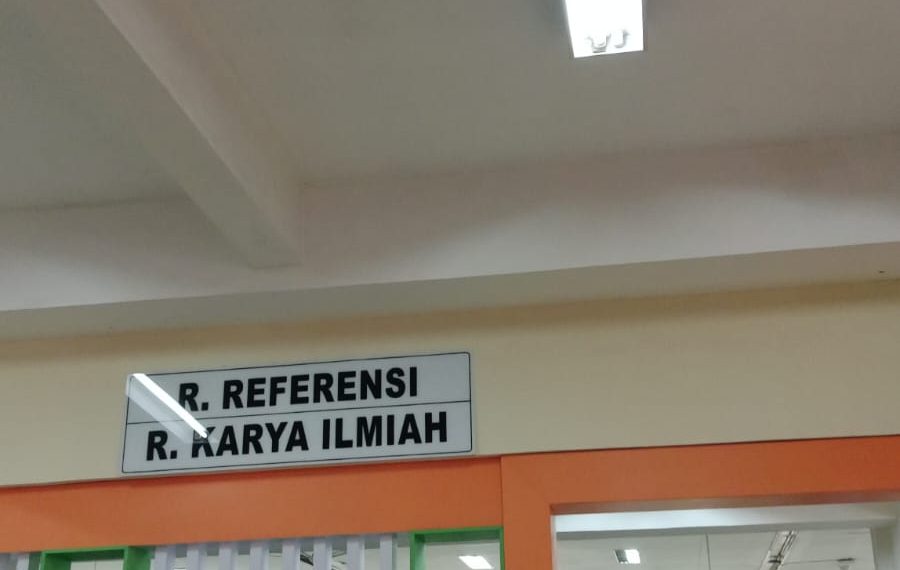 R. REFERENSI
R. KARYA ILMIAH